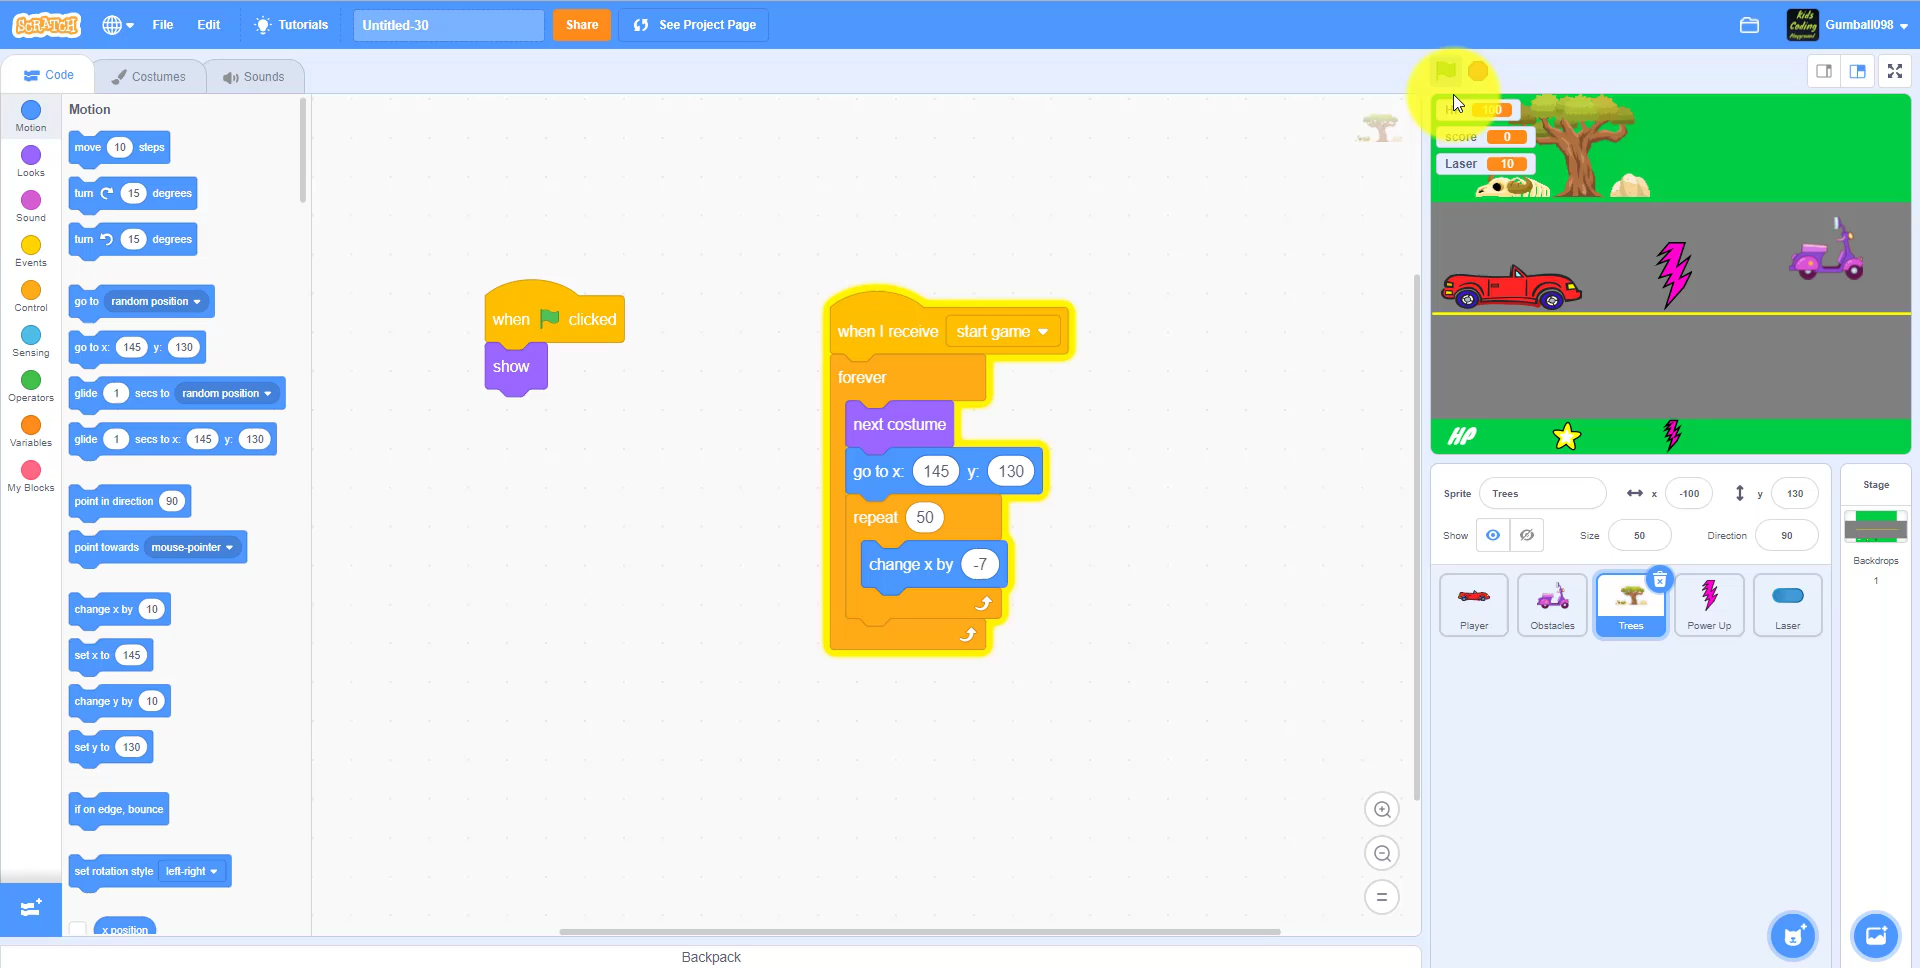 SCRATCH
File
Edit
Tutorials
Untitled-30
Share
See Project Page
Kids
Coding
Playground
Gumball098
Code
Costumes
Sounds
Motion
Looks
Sound
Events
Control
Sensing
Operators
Variables
My Blocks
Motion
move 10 steps
turn 15 degrees
turn 15 degrees
go to random position
go to x: 145 y: 130
glide 1 secs to random position
glide 1 secs to x: 145 y: 130
point in direction 90
point towards mouse-pointer
change x by 10
set x to 145
change y by 10
set y to 130
if on edge, bounce
set rotation style left-right
x position
when clicked
show
when I receive start game
forever
next costume
go to x: 145 y: 130
repeat 50
change x by -7
Backpack
100
score 0
Laser 10
HP
Sprite Trees x -100 y 130
Show Size 50 Direction 90
Player
Obstacles
Trees
Power Up
Laser
Stage
Backdrops
1